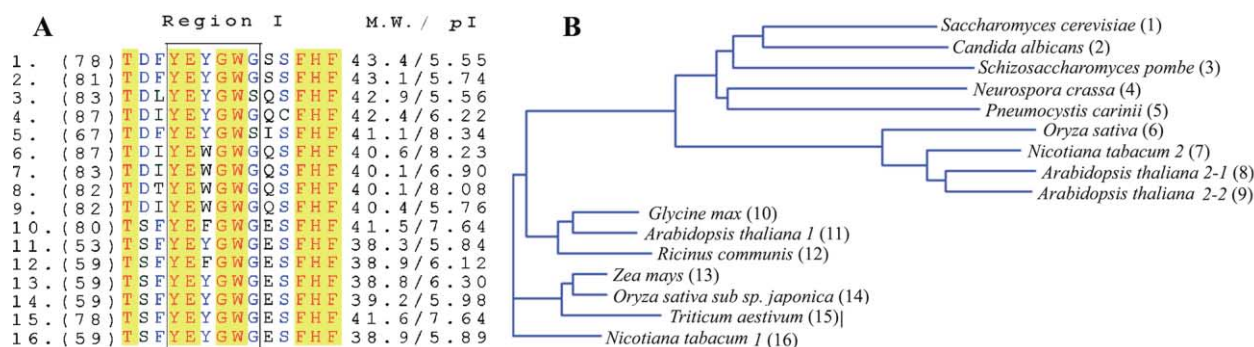 A
Region I M.W./ pI
1. (78) TDFYEYGWGSSFHF 43.4/5.55
2. (81) TDFYEYGWGSSFHF 43.1/5.74
3. (83) TDLYEYGWSQSFHF 42.9/5.56
4. (87) TDIYEYGWGQCFHF 42.4/6.22
5. (67) TDFYEYGWSISFHF 41.1/8.34
6. (87) TDIYEWGWGQSFHF 40.6/8.23
7. (83) TDIYEWGWGQSFHF 40.1/6.90
8. (82) TDTYEWGWGQSFHF 40.1/8.08
9. (82) TDIYEWGWGQSFHF 40.4/5.76
10. (80) TSFYEFGWGESFHF 41.5/7.64
11. (53) TSFYEYGWGESFHF 38.3/5.84
12. (59) TSFYEFGWGESFHF 38.9/6.12
13. (59) TSFYEYGWGESFHF 38.8/6.30
14. (59) TSFYEYGWGESFHF 39.2/5.98
15. (78) TSFYEYGWGESFHF 41.6/7.64
16. (59) TSFYEYGWGESFHF 38.9/5.89
B
Saccharomyces cerevisiae (1)
Candida albicans (2)
Schizosaccharomyces pombe (3)
Neurospora crassa (4)
Pneumocystis carinii (5)
Oryza sativa (6)
Nicotiana tabacum 2 (7)
Arabidopsis thaliana 2-1 (8)
Arabidopsis thaliana 2-2 (9)
Glycine max (10)
Arabidopsis thaliana 1 (11)
Ricinus communis (12)
Zea mays (13)
Oryza sativa sub sp. japonica (14)
Triticum aestivum (15)|
Nicotiana tabacum 1 (16)